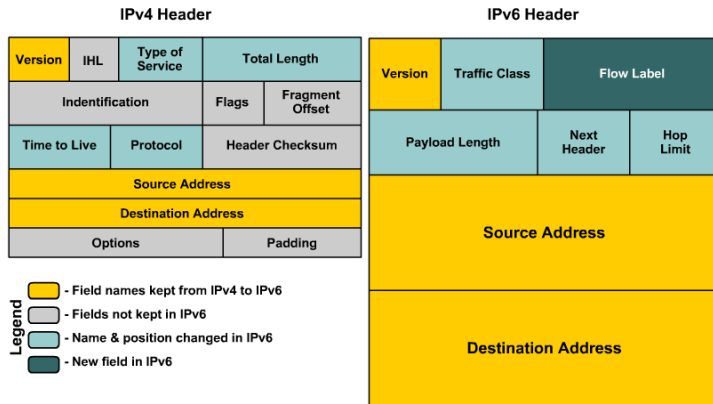 IPv4 Header
IPv6 Header
Version
IHL
Type of
Service
Total Length
Indentification
Flags
Fragment
Offset
Time to Live
Protocol
Header Checksum
Source Address
Destination Address
Options
Padding
Version
Traffic Class
Flow Label
Payload Length
Next
Header
Hop
Limit
Source Address
Destination Address
Legend
- Field names kept from IPv4 to IPv6
- Fields not kept in IPv6
- Name & position changed in IPv6
- New field in IPv6